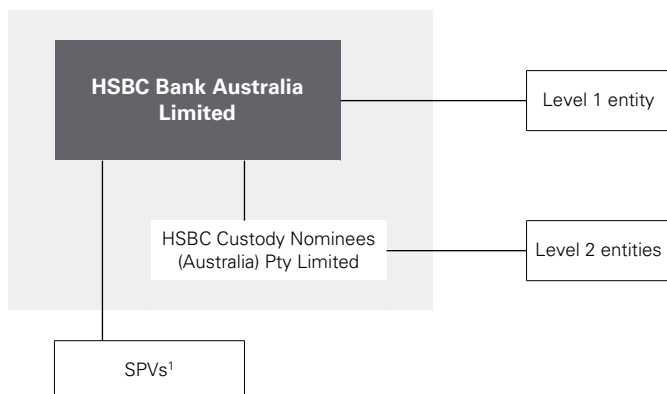 HSBC Bank Australia
Limited
Level 1 entity
HSBC Custody Nominees
(Australia) Pty Limited
Level 2 entities
SPVs¹